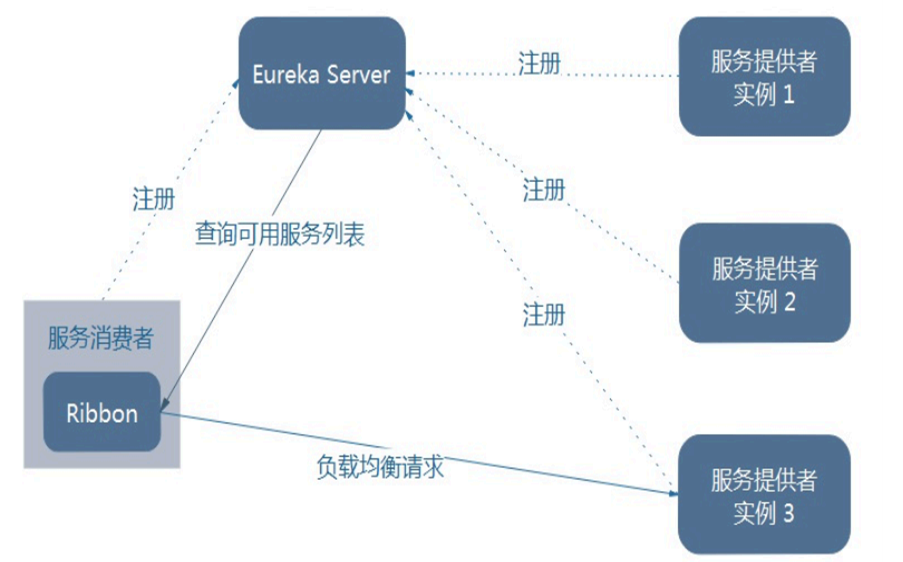 Eureka Server
注册
服务提供者
实例 1
注册
注册
查询可用服务列表
服务提供者
实例 2
注册
服务消费者
Ribbon
负载均衡请求
服务提供者
实例 3